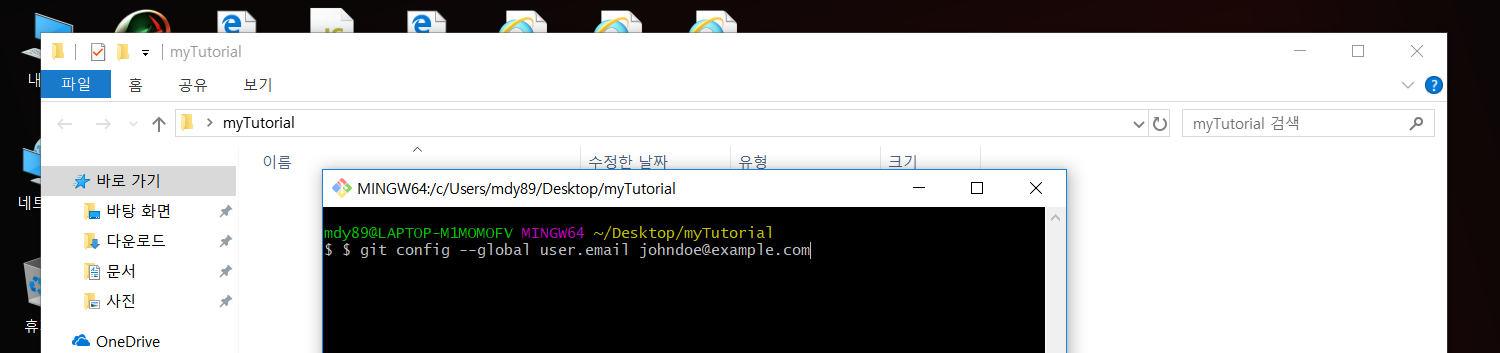 JS
내
네트
휴
myTutorial
파일 홈 공유 보기
myTutorial
myTutorial 검색
이름 수정한 날짜 유형 크기
바로 가기
바탕 화면
다운로드
문서
사진
OneDrive
MINGW64:/c/Users/mdy89/Desktop/myTutorial
mdy89@LAPTOP-M1MOMOFV MINGW64 ~/Desktop/myTutorial
$ $ git config --global user.email johndoe@example.com